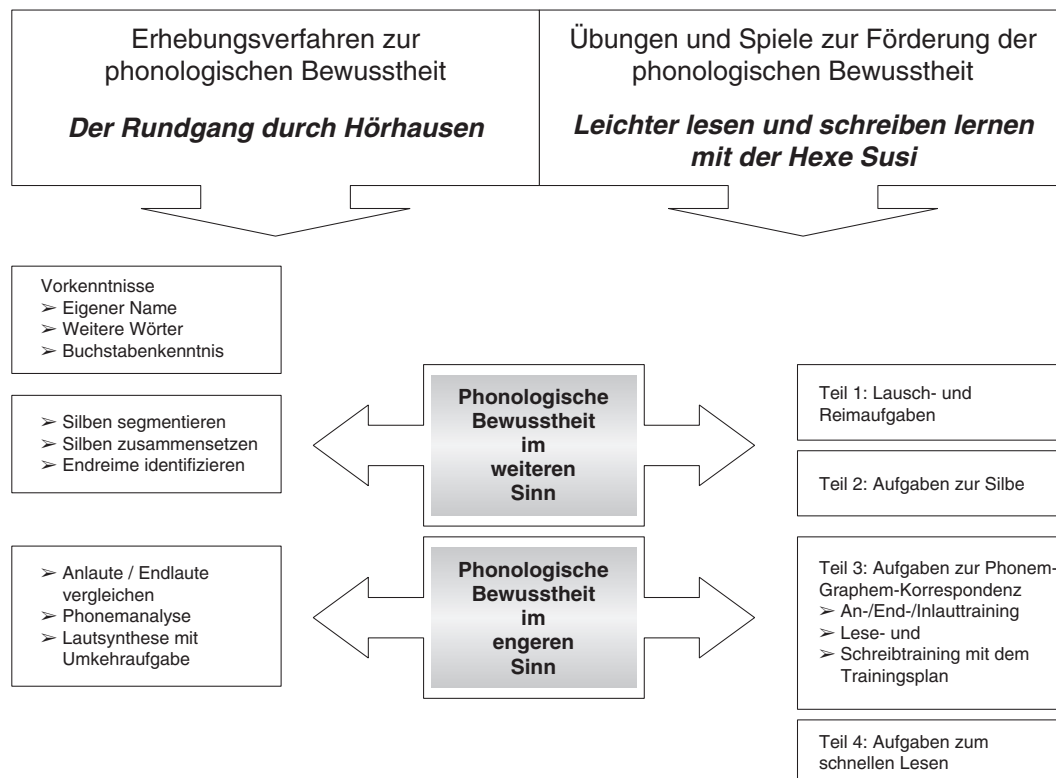 Erhebungsverfahren zur
phonologischen Bewusstheit
Der Rundgang durch Hörhausen
Übungen und Spiele zur Förderung der
phonologischen Bewusstheit
Leichter lesen und schreiben lernen
mit der Hexe Susi
Vorkenntnisse
➢ Eigener Name
➢ Weitere Wörter
➢ Buchstabenkenntnis
➢ Silben segmentieren
➢ Silben zusammensetzen
➢ Endreime identifizieren
Phonologische
Bewusstheit
im
weiteren
Sinn
Teil 1: Lausch- und
Reimaufgaben
Teil 2: Aufgaben zur Silbe
➢ Anlaute / Endlaute
vergleichen
➢ Phonemanalyse
➢ Lautsynthese mit
Umkehraufgabe
Phonologische
Bewusstheit
im
engeren
Sinn
Teil 3: Aufgaben zur Phonem-
Graphem-Korrespondenz
➢ An-/End-/Inlauttraining
➢ Lese- und
➢ Schreibtraining mit dem
Trainingsplan
Teil 4: Aufgaben zum
schnellen Lesen